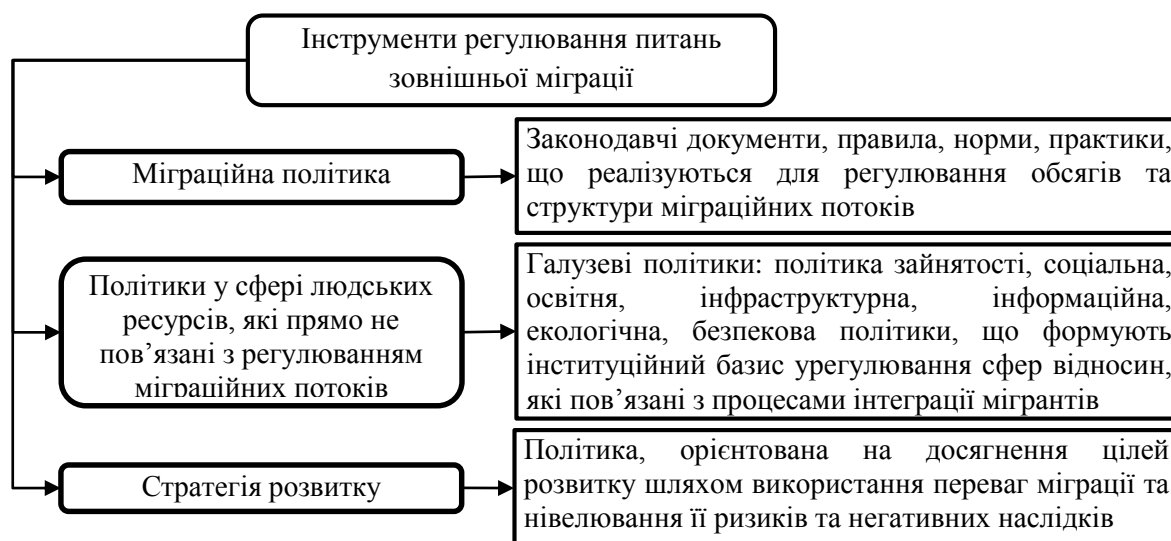 Інструменти регулювання питань
зовнішньої міграції
Міграційна політика
Законодавчі документи, правила, норми, практики,
що реалізуються для регулювання обсягів та
структури міграційних потоків
Політики у сфері людських
ресурсів, які прямо не
пов’язані з регулюванням
міграційних потоків
Галузеві політики: політика зайнятості, соціальна,
освітня, інфраструктурна, інформаційна,
екологічна, безпекова політики, що формують
інституційний базис урегулювання сфер відносин,
які пов’язані з процесами інтеграції мігрантів
Стратегія розвитку
Політика, орієнтована на досягнення цілей
розвитку шляхом використання переваг міграції та
нівелювання її ризиків та негативних наслідків